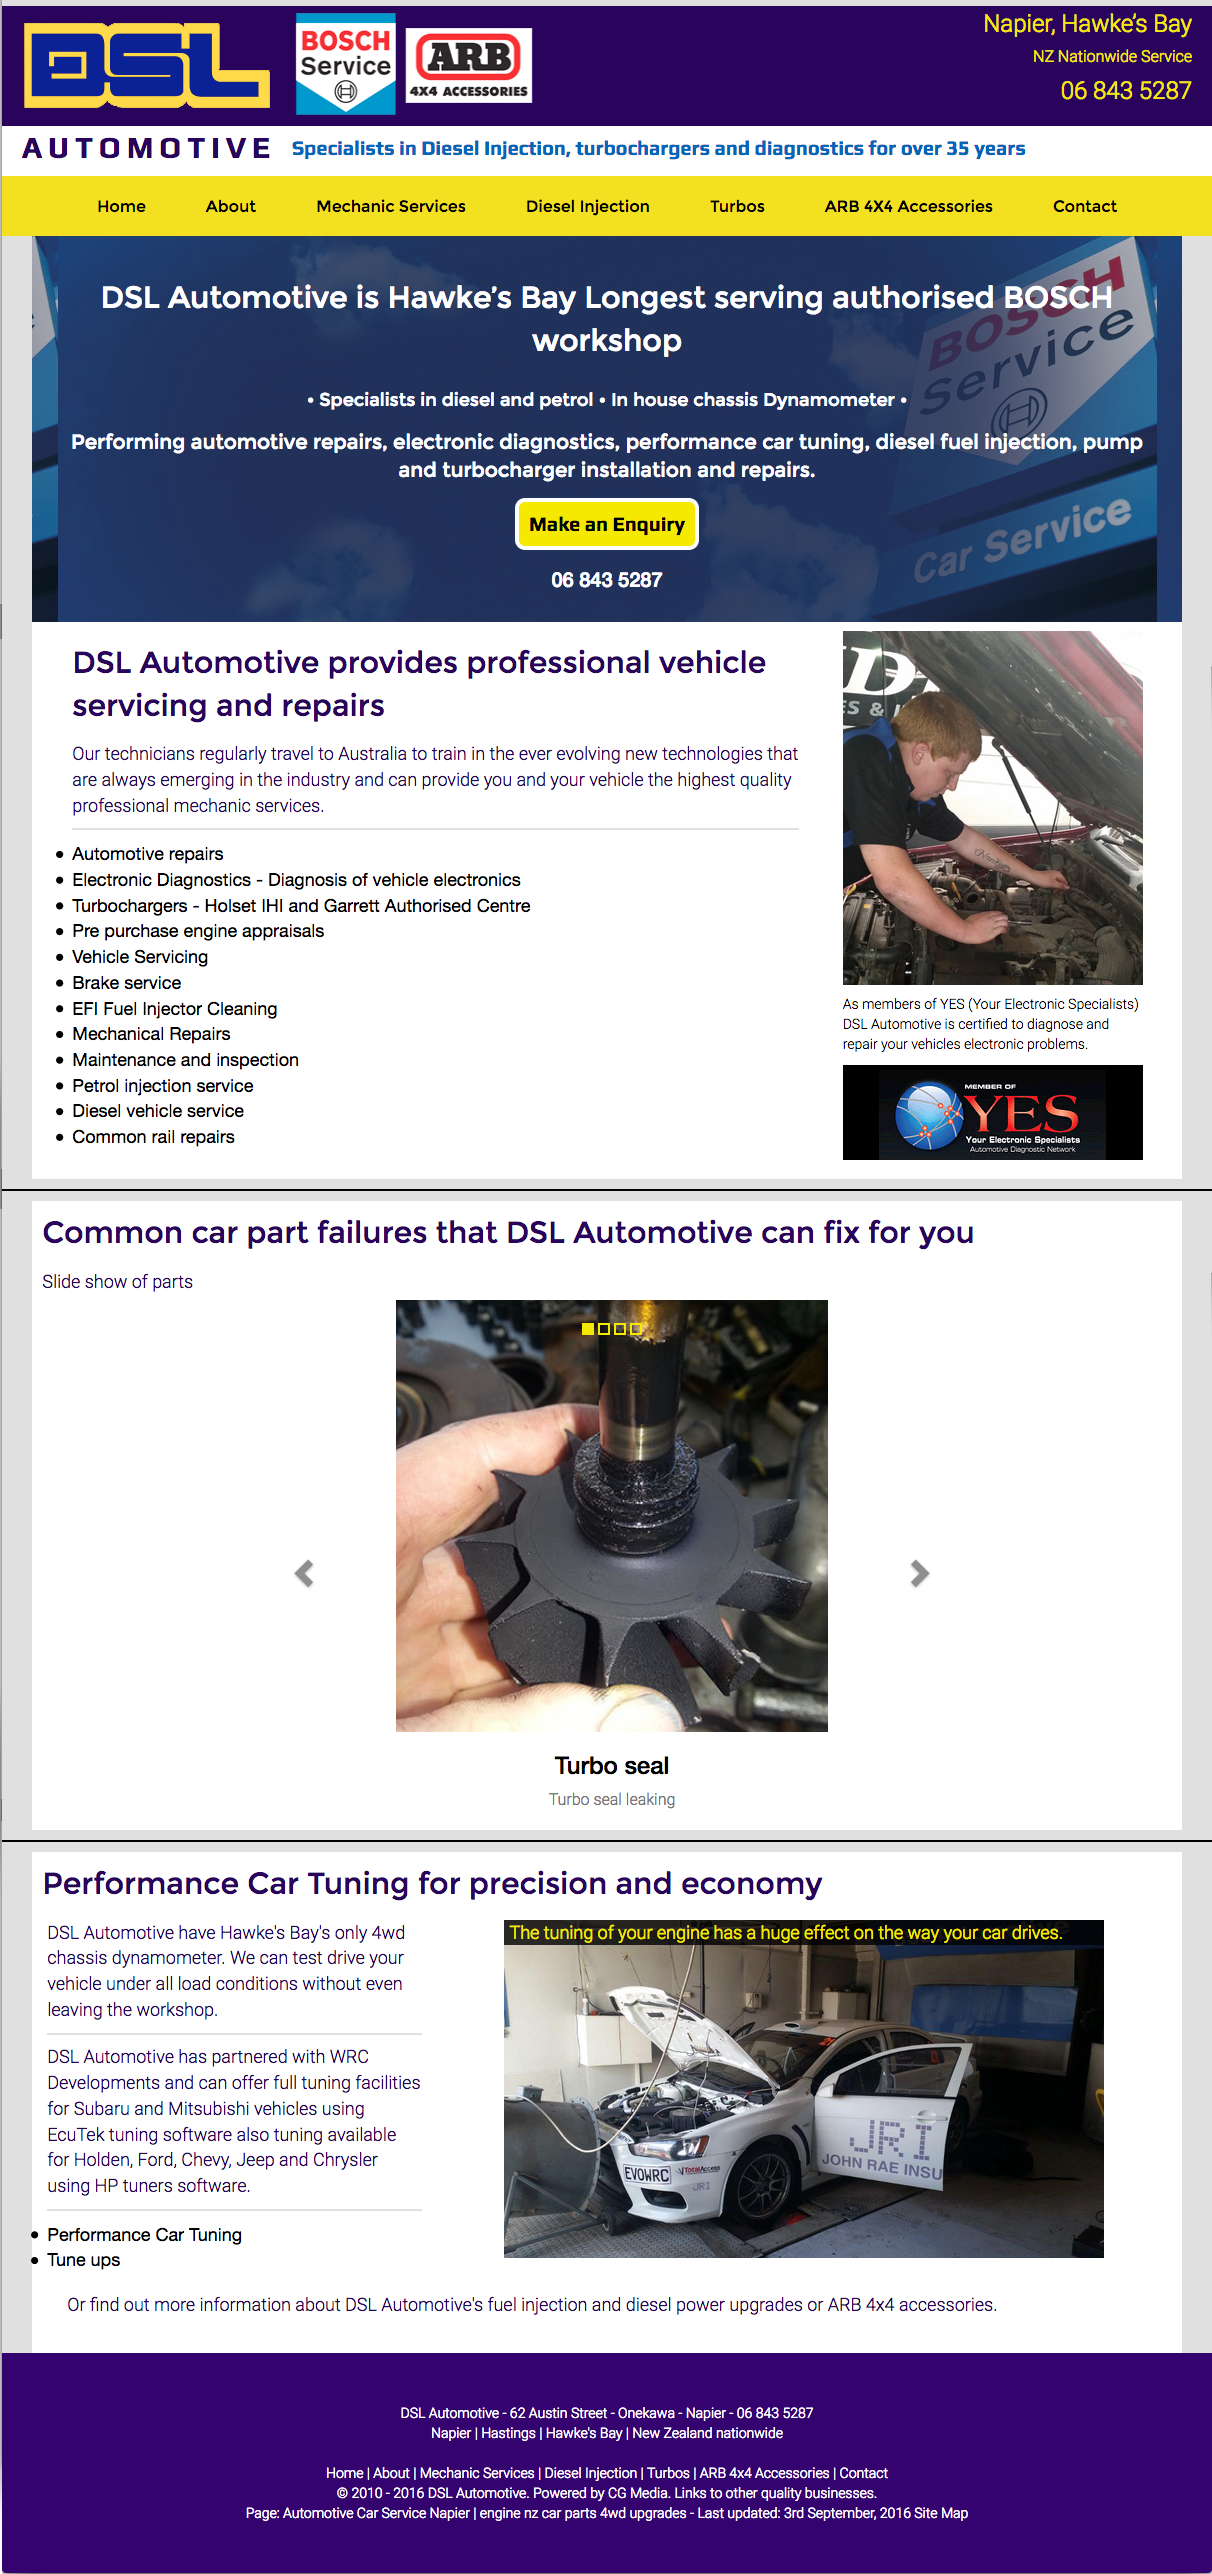 DSL
BOSCH
Service
ARB
4X4 ACCESSORIES
Napier, Hawke’s Bay
NZ Nationwide Service
06 843 5287
AUTOMOTIVE
Specialists in Diesel Injection, turbochargers and diagnostics for over 35 years
Home About Mechanic Services Diesel Injection Turbos ARB 4X4 Accessories Contact
DSL Automotive is Hawke’s Bay Longest serving authorised BOSCH
workshop
• Specialists in diesel and petrol • In house chassis Dynamometer •
Performing automotive repairs, electronic diagnostics, performance car tuning, diesel fuel injection, pump
and turbocharger installation and repairs.
Make an Enquiry
06 843 5287
BOSCH
Service
Car Service
DSL Automotive provides professional vehicle
servicing and repairs
Our technicians regularly travel to Australia to train in the ever evolving new technologies that
are always emerging in the industry and can provide you and your vehicle the highest quality
professional mechanic services.
• Automotive repairs
• Electronic Diagnostics - Diagnosis of vehicle electronics
• Turbochargers - Holset IHI and Garrett Authorised Centre
• Pre purchase engine appraisals
• Vehicle Servicing
• Brake service
• EFI Fuel Injector Cleaning
• Mechanical Repairs
• Maintenance and inspection
• Petrol injection service
• Diesel vehicle service
• Common rail repairs
As members of YES (Your Electronic Specialists)
DSL Automotive is certified to diagnose and
repair your vehicles electronic problems.
MEMBER OF
YES
Your Electronic Specialists
Automotive Diagnostic Network
Common car part failures that DSL Automotive can fix for you
Slide show of parts
Turbo seal
Turbo seal leaking
Performance Car Tuning for precision and economy
DSL Automotive have Hawke's Bay's only 4wd
chassis dynamometer. We can test drive your
vehicle under all load conditions without even
leaving the workshop.
DSL Automotive has partnered with WRC
Developments and can offer full tuning facilities
for Subaru and Mitsubishi vehicles using
EcuTek tuning software also tuning available
for Holden, Ford, Chevy, Jeep and Chrysler
using HP tuners software.
• Performance Car Tuning
• Tune ups
The tuning of your engine has a huge effect on the way your car drives.
JRI
JOHN RAE INSU
EVOWRC
TotalAccess
JRI
Or find out more information about DSL Automotive's fuel injection and diesel power upgrades or ARB 4x4 accessories.
DSL Automotive - 62 Austin Street - Onekawa - Napier - 06 843 5287
Napier | Hastings | Hawke's Bay | New Zealand nationwide
Home | About | Mechanic Services | Diesel Injection | Turbos | ARB 4x4 Accessories | Contact
© 2010 - 2016 DSL Automotive. Powered by CG Media. Links to other quality businesses.
Page: Automotive Car Service Napier | engine nz car parts 4wd upgrades - Last updated: 3rd September, 2016 Site Map